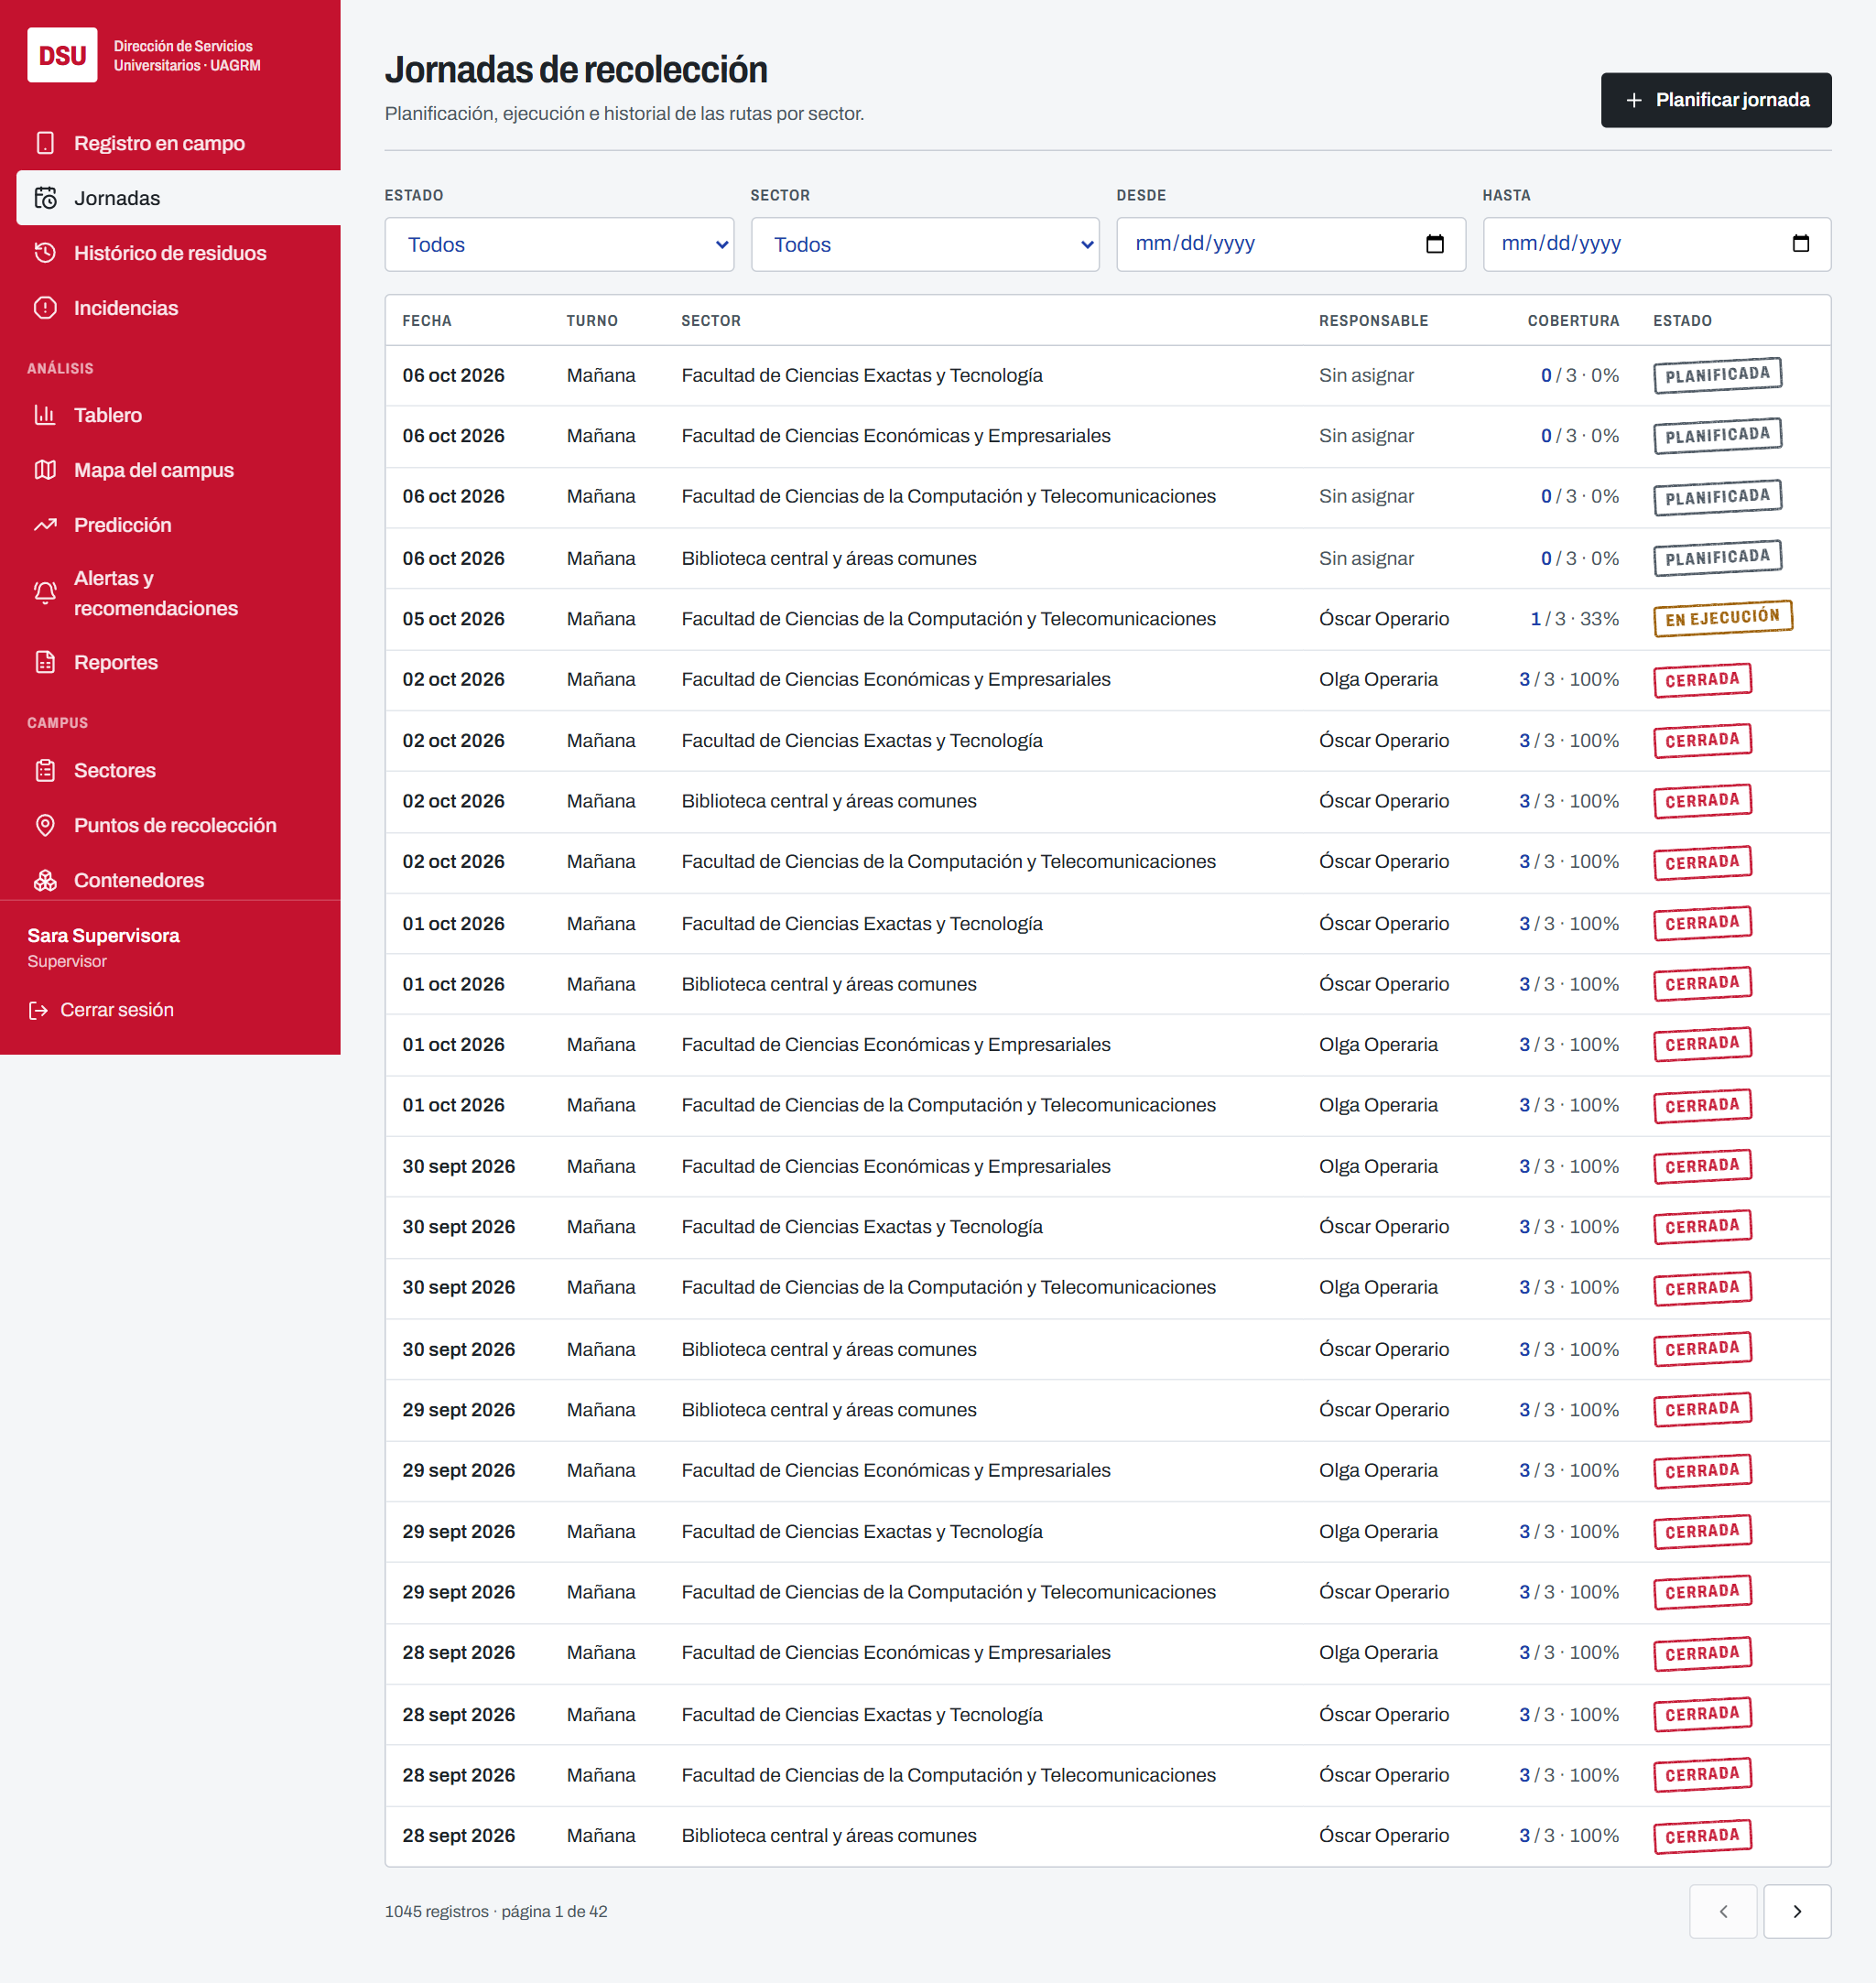 DSU
Dirección de Servicios
Universitarios · UAGRM
Registro en campo
Jornadas
Histórico de residuos
Incidencias
ANÁLISIS
Tablero
Mapa del campus
Predicción
Alertas y
recomendaciones
Reportes
CAMPUS
Sectores
Puntos de recolección
Contenedores
Sara Supervisora
Supervisor
Cerrar sesión
Jornadas de recolección
Planificación, ejecución e historial de las rutas por sector.
+ Planificar jornada
ESTADO SECTOR DESDE HASTA
Todos Todos mm/dd/yyyy mm/dd/yyyy
FECHA TURNO SECTOR RESPONSABLE COBERTURA ESTADO
06 oct 2026 Mañana Facultad de Ciencias Exactas y Tecnología Sin asignar 0 / 3 · 0% PLANIFICADA
06 oct 2026 Mañana Facultad de Ciencias Económicas y Empresariales Sin asignar 0 / 3 · 0% PLANIFICADA
06 oct 2026 Mañana Facultad de Ciencias de la Computación y Telecomunicaciones Sin asignar 0 / 3 · 0% PLANIFICADA
06 oct 2026 Mañana Biblioteca central y áreas comunes Sin asignar 0 / 3 · 0% PLANIFICADA
05 oct 2026 Mañana Facultad de Ciencias de la Computación y Telecomunicaciones Óscar Operario 1 / 3 · 33% EN EJECUCIÓN
02 oct 2026 Mañana Facultad de Ciencias Económicas y Empresariales Olga Operaria 3 / 3 · 100% CERRADA
02 oct 2026 Mañana Facultad de Ciencias Exactas y Tecnología Óscar Operario 3 / 3 · 100% CERRADA
02 oct 2026 Mañana Biblioteca central y áreas comunes Óscar Operario 3 / 3 · 100% CERRADA
02 oct 2026 Mañana Facultad de Ciencias de la Computación y Telecomunicaciones Óscar Operario 3 / 3 · 100% CERRADA
01 oct 2026 Mañana Facultad de Ciencias Exactas y Tecnología Óscar Operario 3 / 3 · 100% CERRADA
01 oct 2026 Mañana Biblioteca central y áreas comunes Óscar Operario 3 / 3 · 100% CERRADA
01 oct 2026 Mañana Facultad de Ciencias Económicas y Empresariales Olga Operaria 3 / 3 · 100% CERRADA
01 oct 2026 Mañana Facultad de Ciencias de la Computación y Telecomunicaciones Olga Operaria 3 / 3 · 100% CERRADA
30 sept 2026 Mañana Facultad de Ciencias Económicas y Empresariales Olga Operaria 3 / 3 · 100% CERRADA
30 sept 2026 Mañana Facultad de Ciencias Exactas y Tecnología Óscar Operario 3 / 3 · 100% CERRADA
30 sept 2026 Mañana Facultad de Ciencias de la Computación y Telecomunicaciones Olga Operaria 3 / 3 · 100% CERRADA
30 sept 2026 Mañana Biblioteca central y áreas comunes Óscar Operario 3 / 3 · 100% CERRADA
29 sept 2026 Mañana Biblioteca central y áreas comunes Óscar Operario 3 / 3 · 100% CERRADA
29 sept 2026 Mañana Facultad de Ciencias Económicas y Empresariales Olga Operaria 3 / 3 · 100% CERRADA
29 sept 2026 Mañana Facultad de Ciencias Exactas y Tecnología Olga Operaria 3 / 3 · 100% CERRADA
29 sept 2026 Mañana Facultad de Ciencias de la Computación y Telecomunicaciones Óscar Operario 3 / 3 · 100% CERRADA
28 sept 2026 Mañana Facultad de Ciencias Económicas y Empresariales Olga Operaria 3 / 3 · 100% CERRADA
28 sept 2026 Mañana Facultad de Ciencias Exactas y Tecnología Óscar Operario 3 / 3 · 100% CERRADA
28 sept 2026 Mañana Facultad de Ciencias de la Computación y Telecomunicaciones Óscar Operario 3 / 3 · 100% CERRADA
28 sept 2026 Mañana Biblioteca central y áreas comunes Óscar Operario 3 / 3 · 100% CERRADA
1045 registros · página 1 de 42